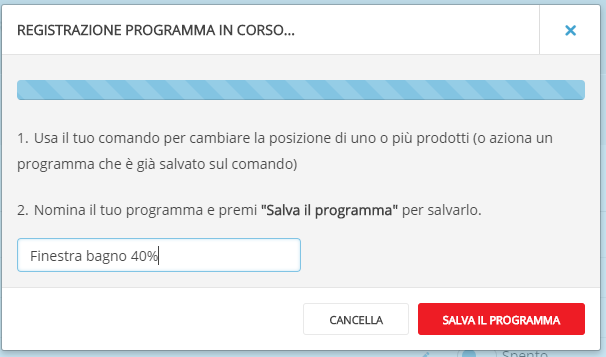 REGISTRAZIONE PROGRAMMA IN CORSO...
1. Usa il tuo comando per cambiare la posizione di uno o più prodotti (o aziona un
programma che è già salvato sul comando)
2. Nomina il tuo programma e premi "Salva il programma" per salvarlo.
Finestra bagno 40%
CANCELLA
SALVA IL PROGRAMMA
Spento